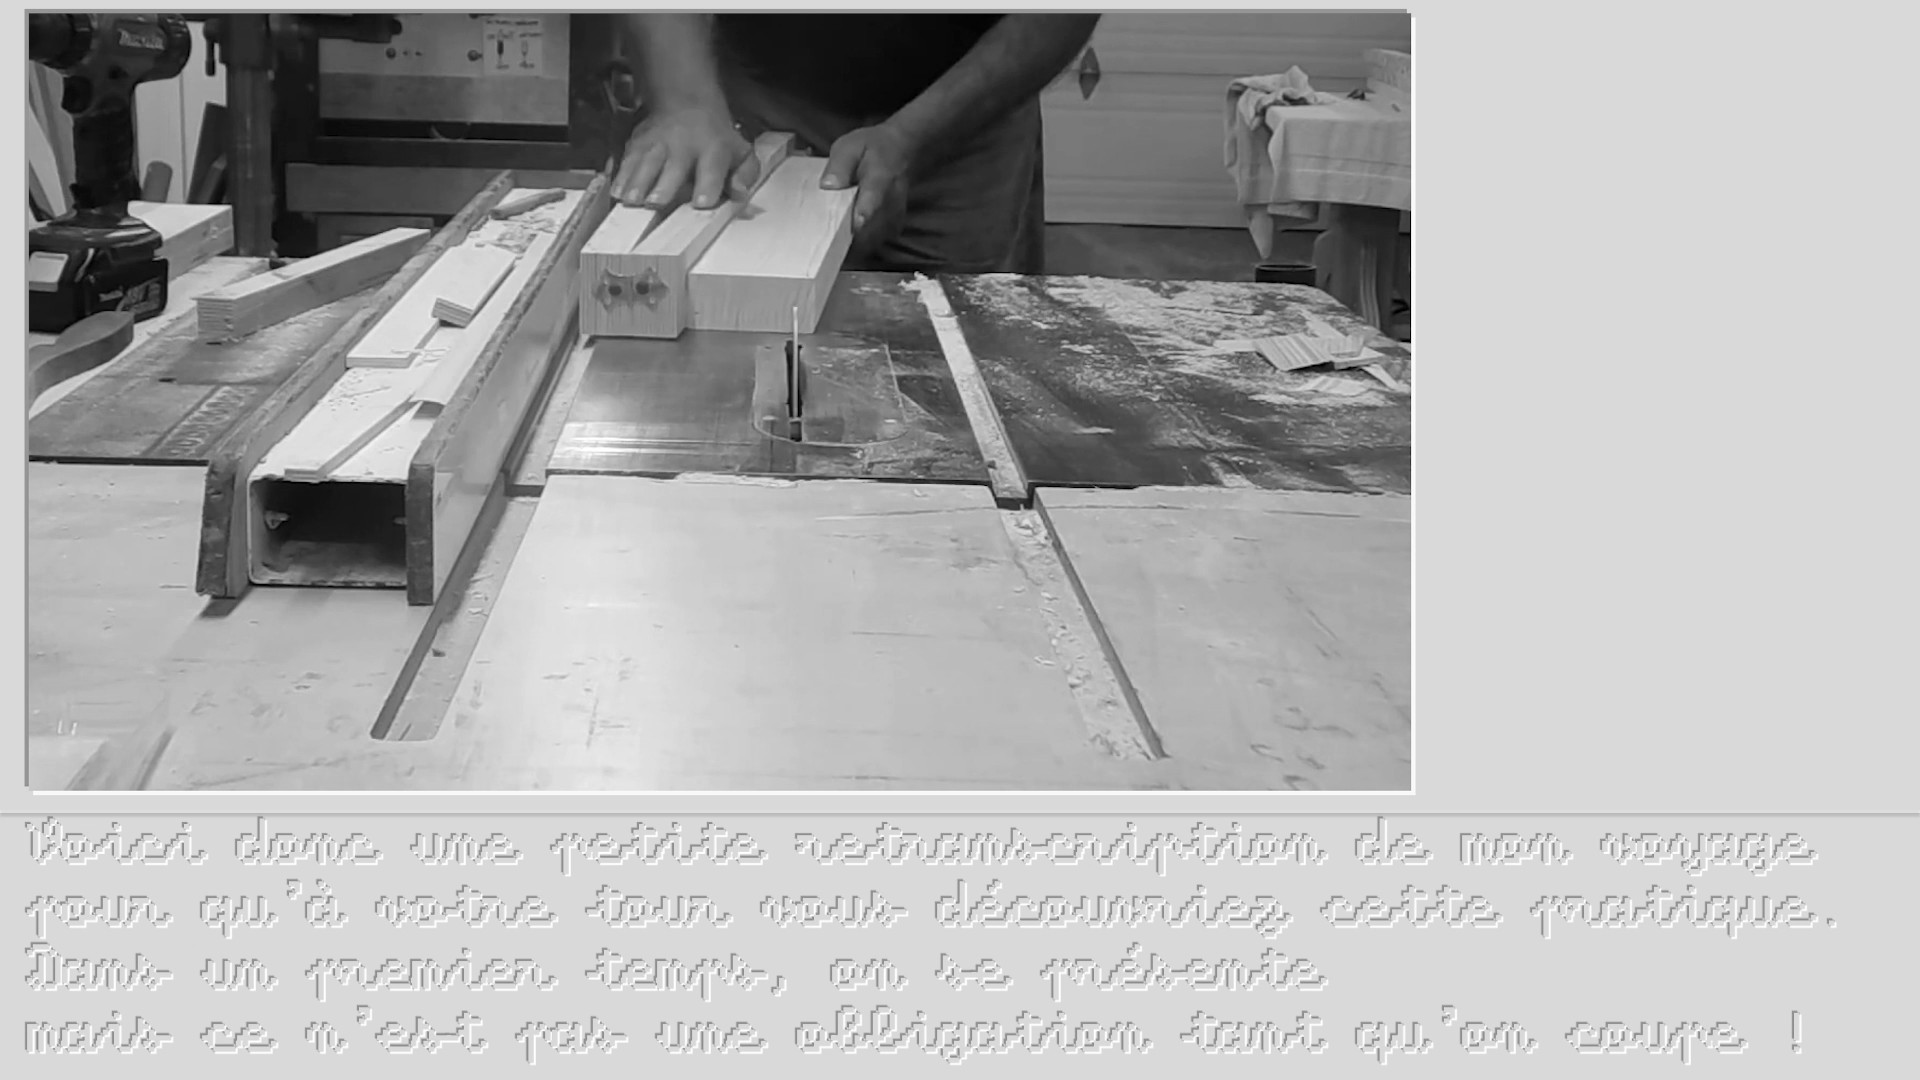 Voici donc une petite retranscription de mon voyage
pour qu'à votre tour vous découvriez cette pratique.
Dans un premier temps, on se présente
mais ce n'est pas une obligation tant qu'on coupe !